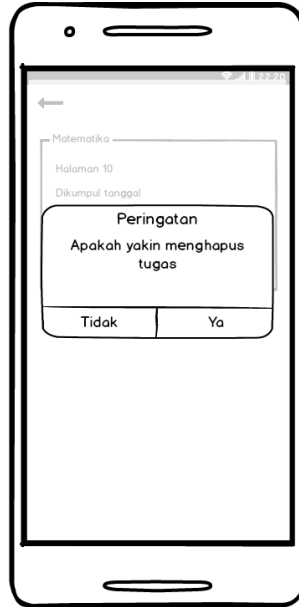 22:20
Matematika
Halaman 10
Dikumpul tanggal
Peringatan
Apakah yakin menghapus
tugas
Tidak
Ya